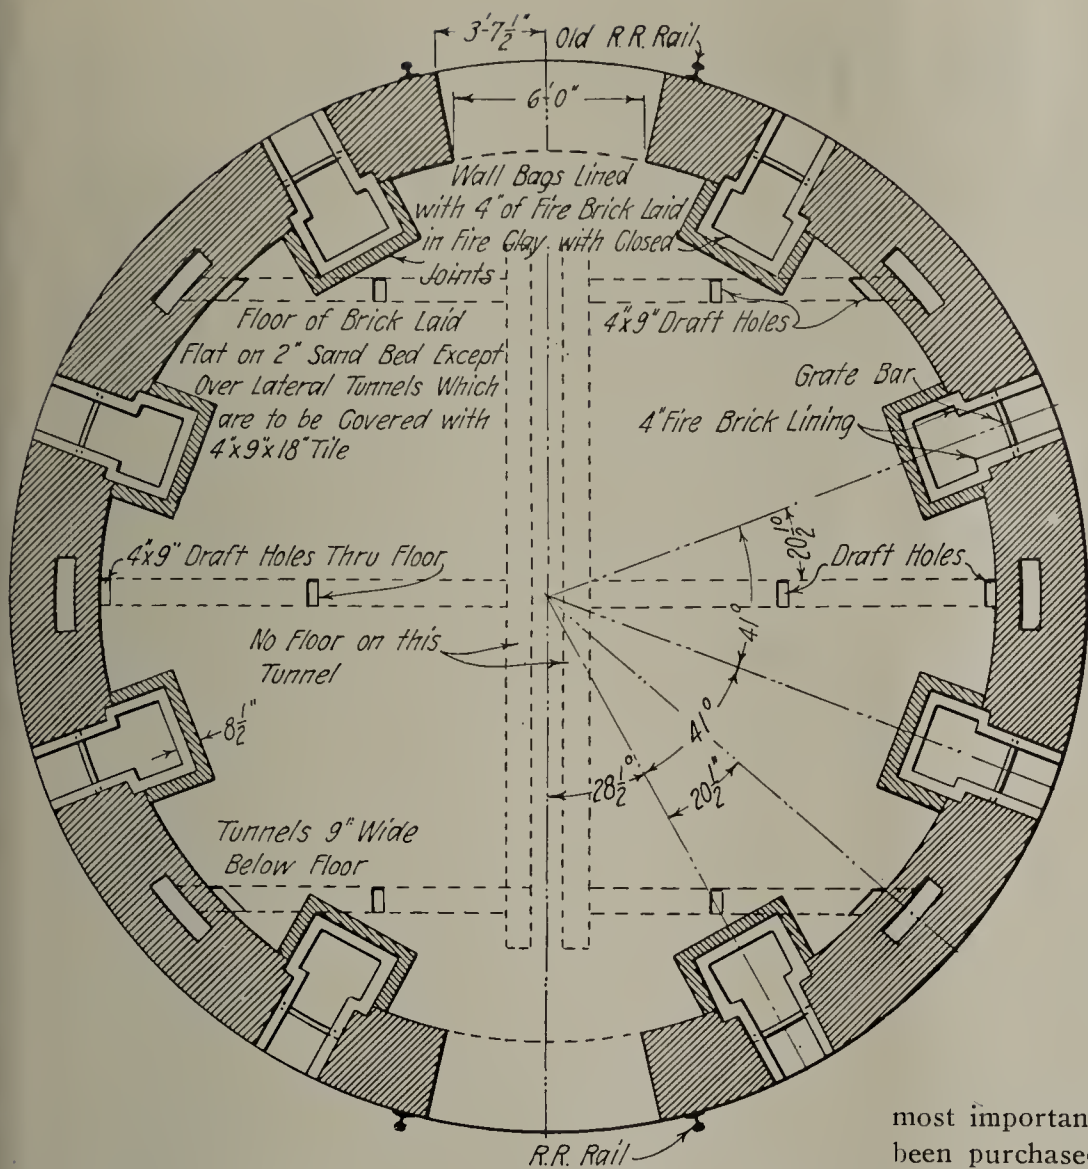 3'-7½"
Old R.R. Rail
6'-0"
Wall Bags Lined
with 4" of Fire Brick Laid
in Fire Clay with Closed
Joints
Floor of Brick Laid
Flat on 2" Sand Bed Except
Over Lateral Tunnels Which
are to be Covered with
4"x9"x18" Tile
4"x9" Draft Holes
Grate Bar
4" Fire Brick Lining
20½°
4"x9" Draft Holes Thru Floor
Draft Holes
41°
No Floor on this
Tunnel
8½"
41°
28½°
20½"
Tunnels 9" Wide
Below Floor
R.R. Rail
most importan
been purchase